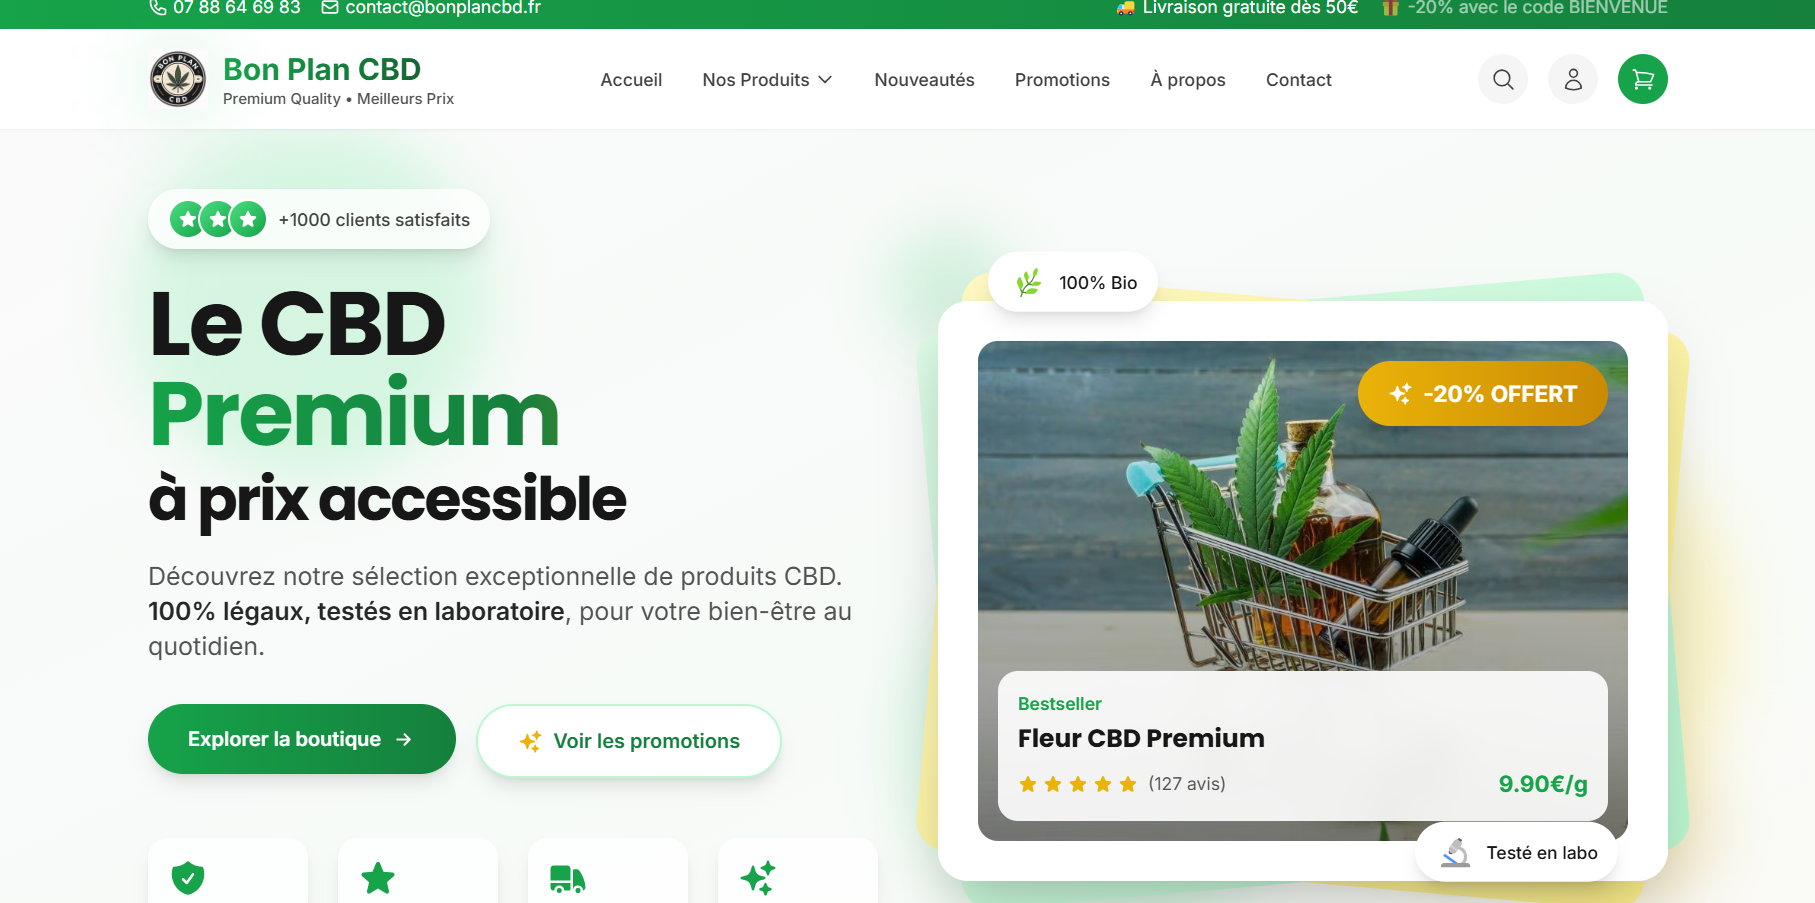 07 88 64 69 83
contact@bonplancbd.fr
Livraison gratuite dès 50€
-20% avec le code BIENVENUE
BON PLAN
CBD
Bon Plan CBD
Premium Quality • Meilleurs Prix
Accueil
Nos Produits
Nouveautés
Promotions
À propos
Contact
+1000 clients satisfaits
Le CBD
Premium
à prix accessible
Découvrez notre sélection exceptionnelle de produits CBD.
100% légaux, testés en laboratoire, pour votre bien-être au
quotidien.
Explorer la boutique
Voir les promotions
100% Bio
-20% OFFERT
Bestseller
Fleur CBD Premium
(127 avis)
9.90€/g
Testé en labo